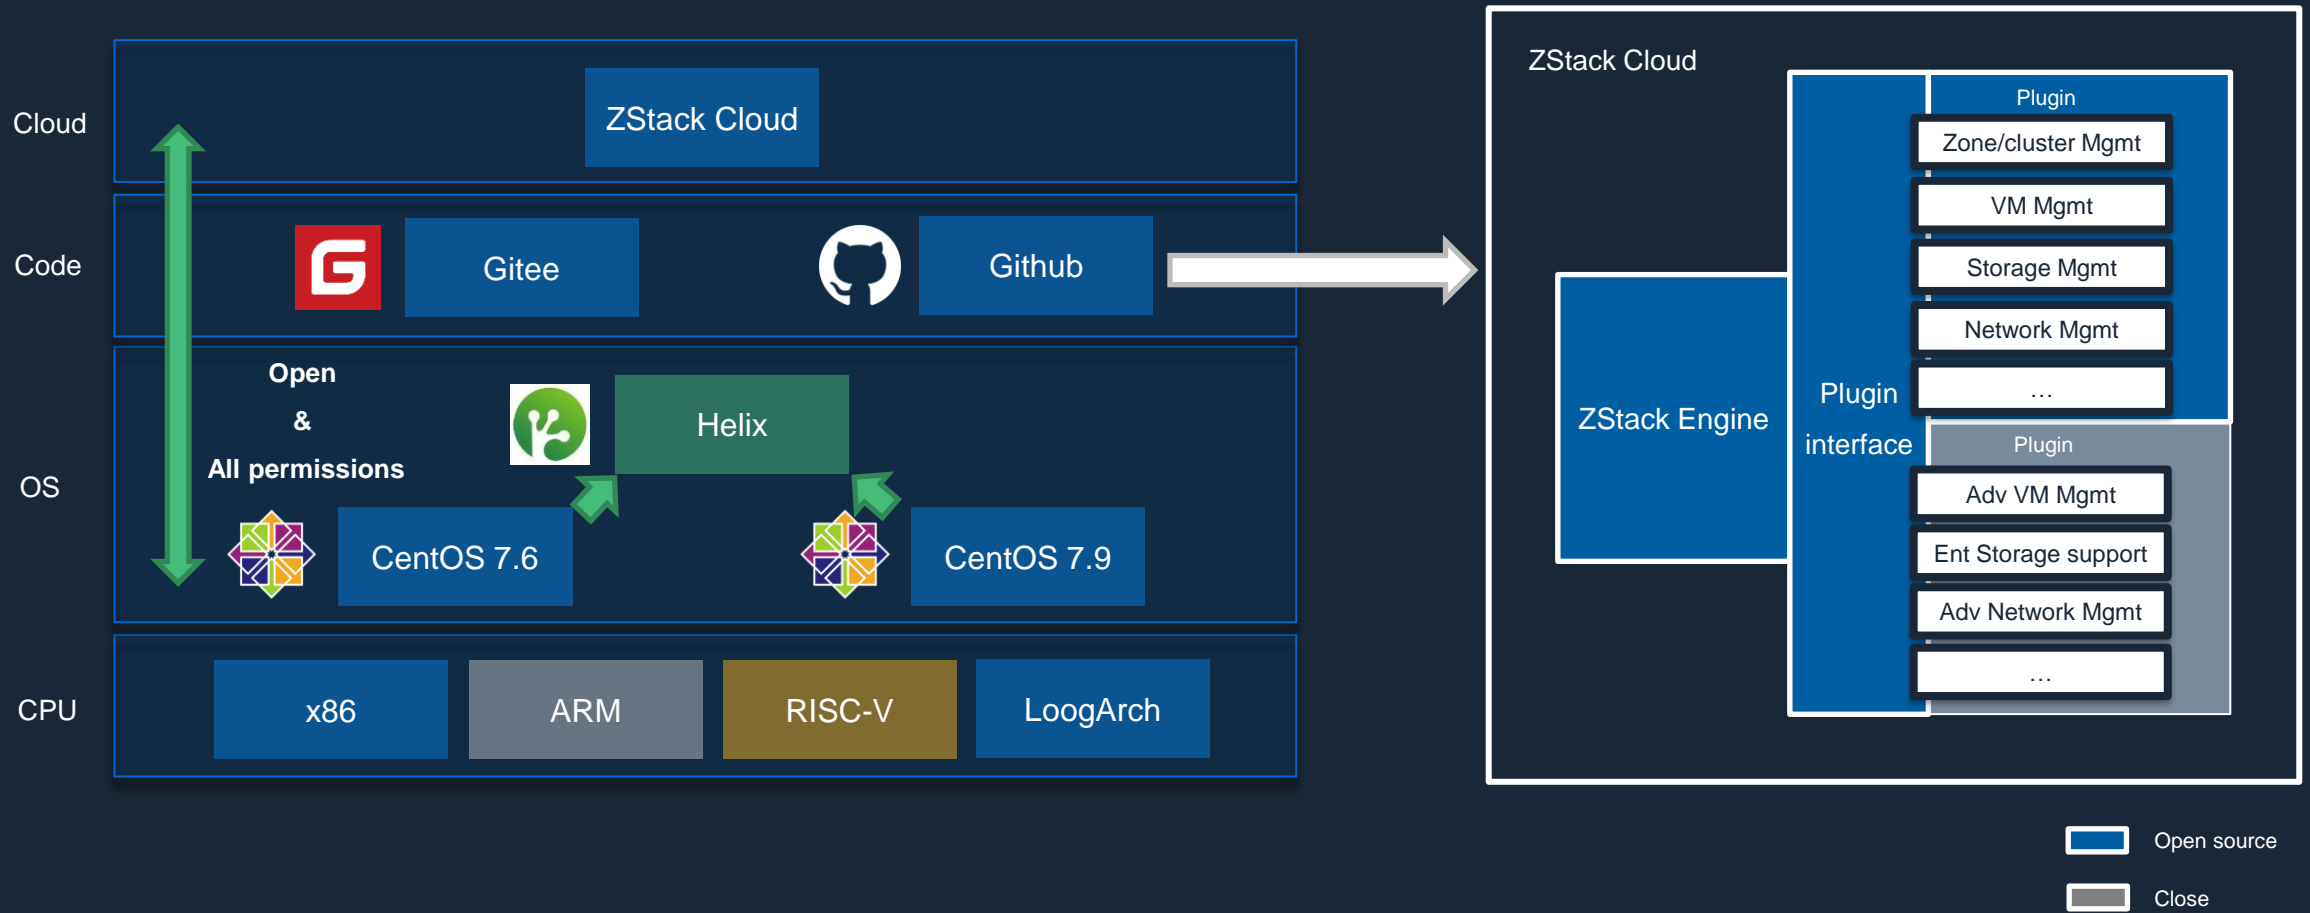 Cloud
ZStack Cloud
Code
Gitee
Github
OS
Open
&
All permissions
Helix
CentOS 7.6
CentOS 7.9
CPU
x86
ARM
RISC-V
LoogArch
ZStack Cloud
ZStack Engine
Plugin
interface
Plugin
Zone/cluster Mgmt
VM Mgmt
Storage Mgmt
Network Mgmt
…
Plugin
Adv VM Mgmt
Ent Storage support
Adv Network Mgmt
…
Open source
Close